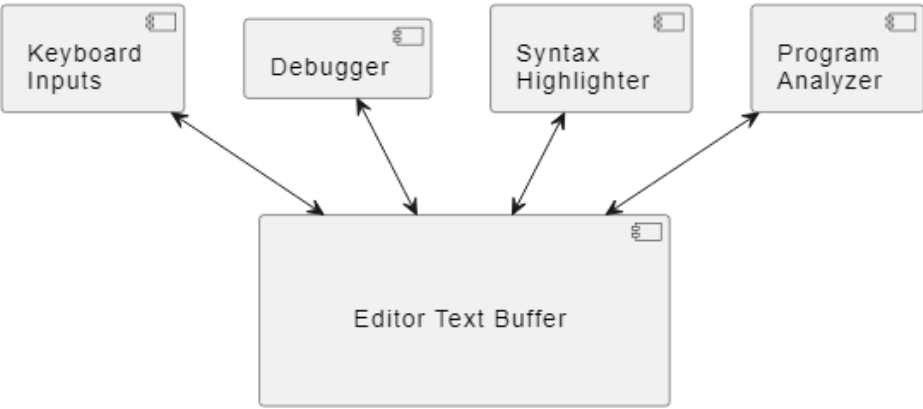 Keyboard
Inputs
Debugger
Syntax
Highlighter
Program
Analyzer
Editor Text Buffer